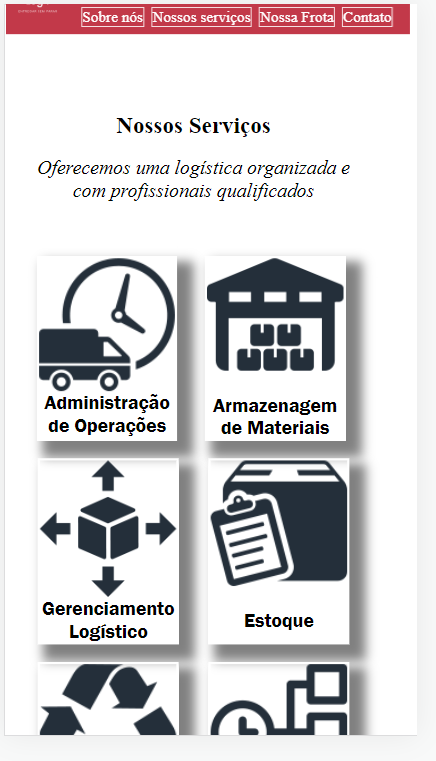 Sobre nós Nossos serviços Nossa Frota Contato
Nossos Serviços
Oferecemos uma logística organizada e
com profissionais qualificados
Administração
de Operações
Armazenagem
de Materiais
Gerenciamento
Logístico
Estoque